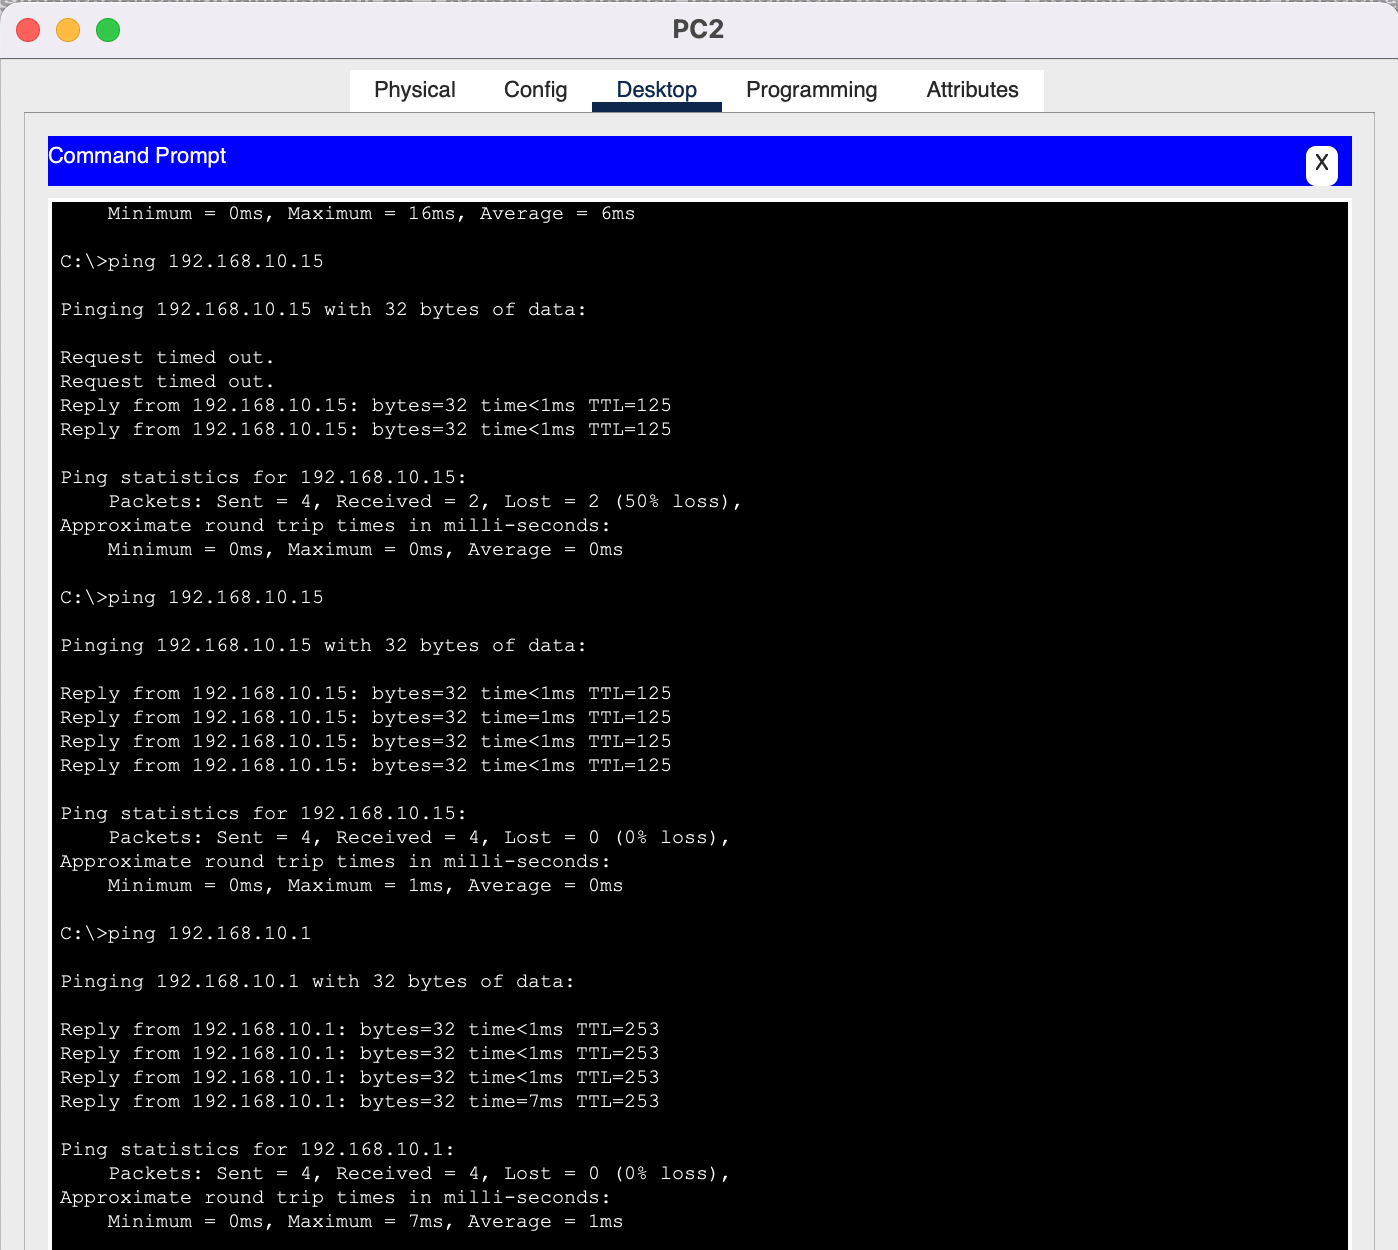 PC2
Physical Config Desktop Programming Attributes
Command Prompt
X
Minimum = 0ms, Maximum = 16ms, Average = 6ms
C:\>ping 192.168.10.15
Pinging 192.168.10.15 with 32 bytes of data:
Request timed out.
Request timed out.
Reply from 192.168.10.15: bytes=32 time<1ms TTL=125
Reply from 192.168.10.15: bytes=32 time<1ms TTL=125
Ping statistics for 192.168.10.15:
Packets: Sent = 4, Received = 2, Lost = 2 (50% loss),
Approximate round trip times in milli-seconds:
Minimum = 0ms, Maximum = 0ms, Average = 0ms
C:\>ping 192.168.10.15
Pinging 192.168.10.15 with 32 bytes of data:
Reply from 192.168.10.15: bytes=32 time<1ms TTL=125
Reply from 192.168.10.15: bytes=32 time=1ms TTL=125
Reply from 192.168.10.15: bytes=32 time<1ms TTL=125
Reply from 192.168.10.15: bytes=32 time<1ms TTL=125
Ping statistics for 192.168.10.15:
Packets: Sent = 4, Received = 4, Lost = 0 (0% loss),
Approximate round trip times in milli-seconds:
Minimum = 0ms, Maximum = 1ms, Average = 0ms
C:\>ping 192.168.10.1
Pinging 192.168.10.1 with 32 bytes of data:
Reply from 192.168.10.1: bytes=32 time<1ms TTL=253
Reply from 192.168.10.1: bytes=32 time<1ms TTL=253
Reply from 192.168.10.1: bytes=32 time<1ms TTL=253
Reply from 192.168.10.1: bytes=32 time=7ms TTL=253
Ping statistics for 192.168.10.1:
Packets: Sent = 4, Received = 4, Lost = 0 (0% loss),
Approximate round trip times in milli-seconds:
Minimum = 0ms, Maximum = 7ms, Average = 1ms